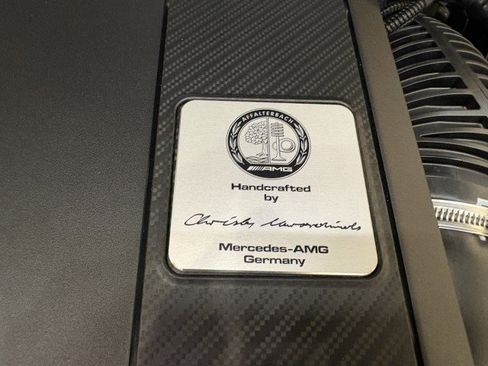 AFFALTERBACH
AMG
Handcrafted
by
Mercedes-AMG
Germany